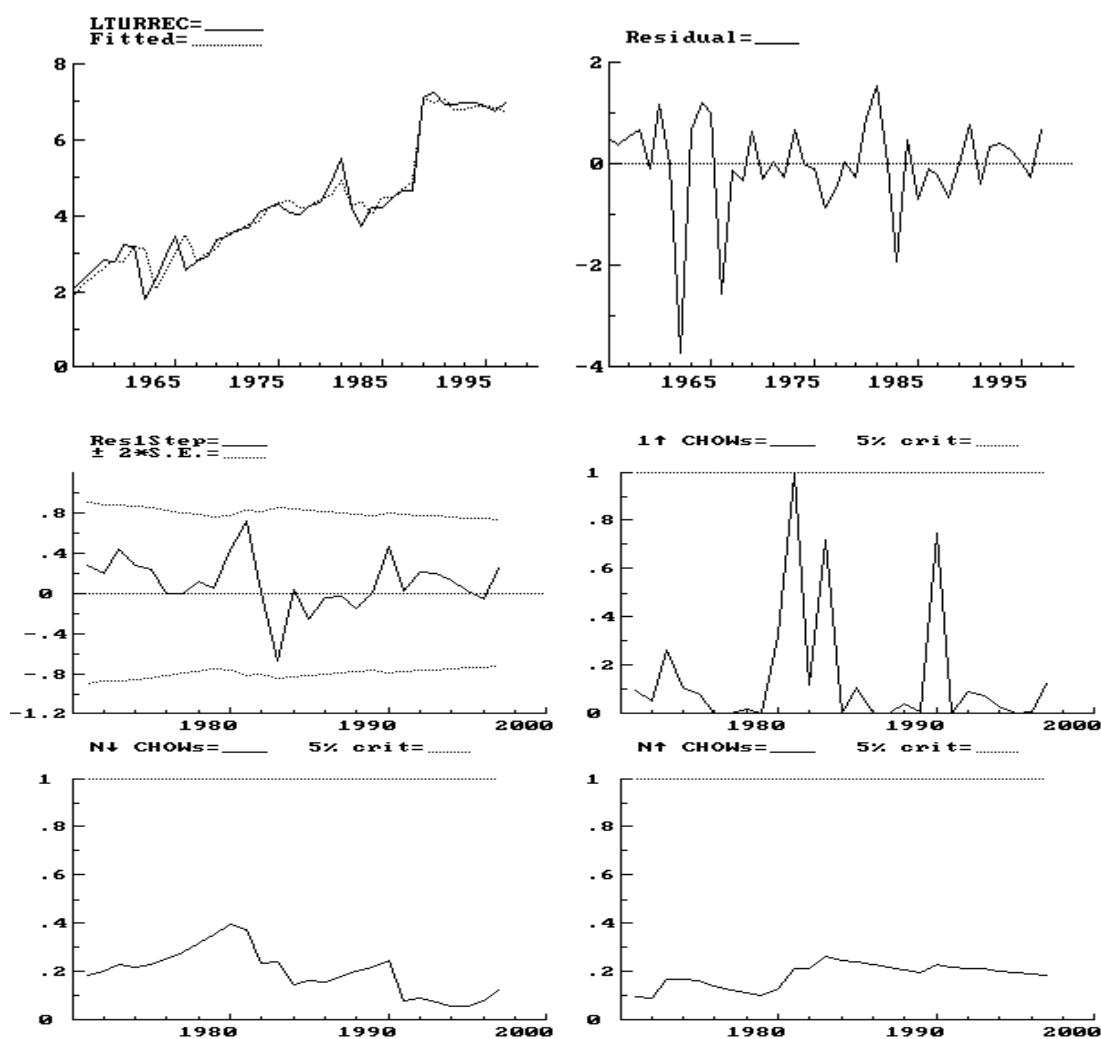 LTURREC=
Fitted=
8
6
4
2
0
1965 1975 1985 1995
Residual=
2
0
-2
-4
1965 1975 1985 1995
Res1Step=
± 2*S.E.=
.8
.4
0
-.4
-.8
-1.2
1980 1990 2000
1↑ CHOWs= 5% crit=
1
.8
.6
.4
.2
0
1980 1990 2000
N↓ CHOWs= 5% crit=
1
.8
.6
.4
.2
0
1980 1990 2000
N↑ CHOWs= 5% crit=
1
.8
.6
.4
.2
0
1980 1990 2000